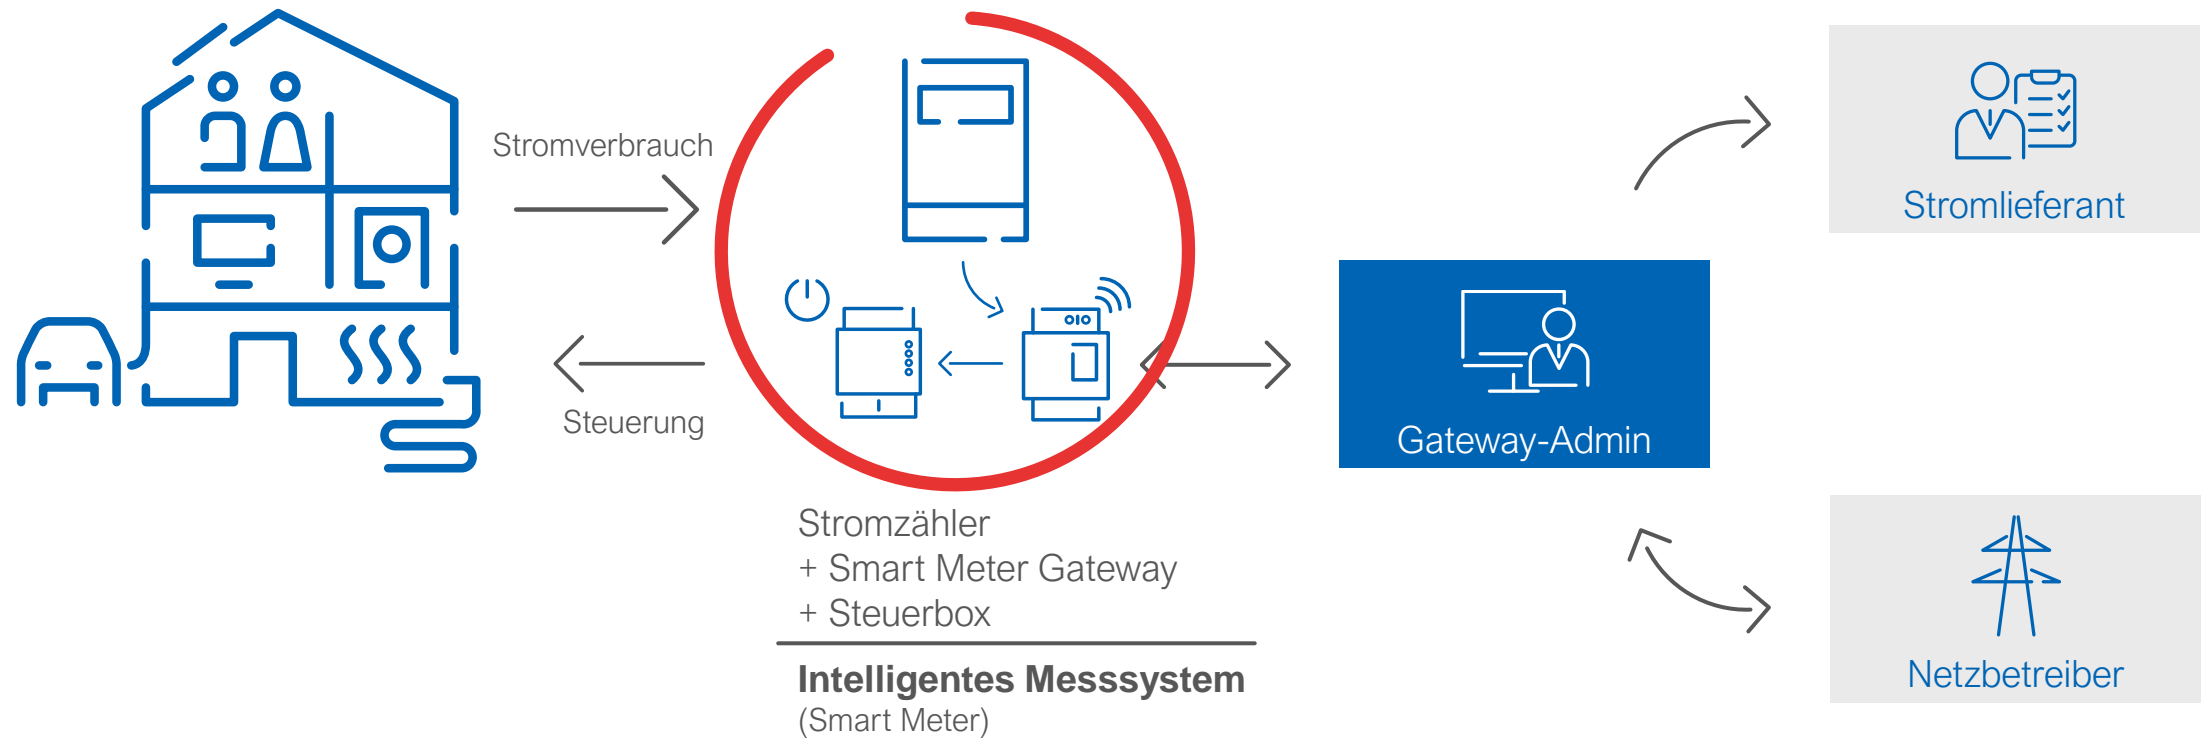 Stromverbrauch
Steuerung
Stromzähler
+ Smart Meter Gateway
+ Steuerbox
Intelligentes Messsystem
(Smart Meter)
Gateway-Admin
Stromlieferant
Netzbetreiber